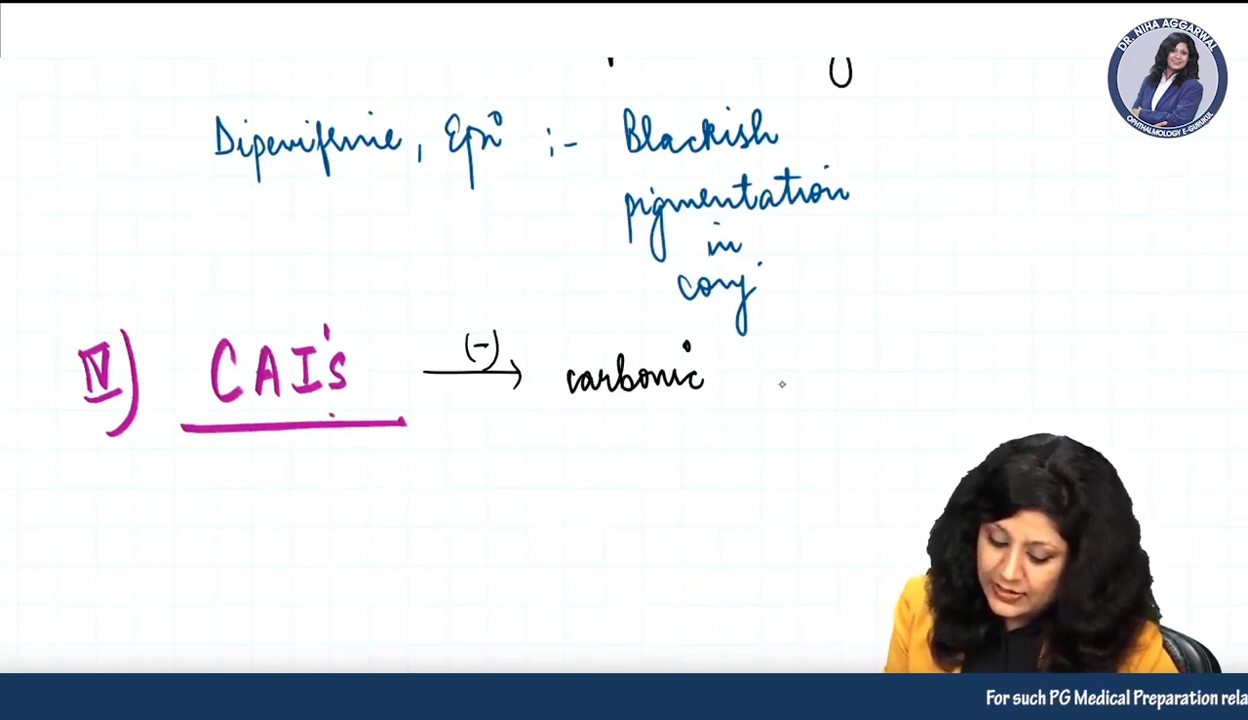 DR. NIHA AGGARWAL
OPHTHALMOLOGY E-GURUKUL
Dipenifenie, Epi :- Blackish
pigmentation
in
conj
IV) CAI's (-) carbonic
For such PG Medical Preparation rela